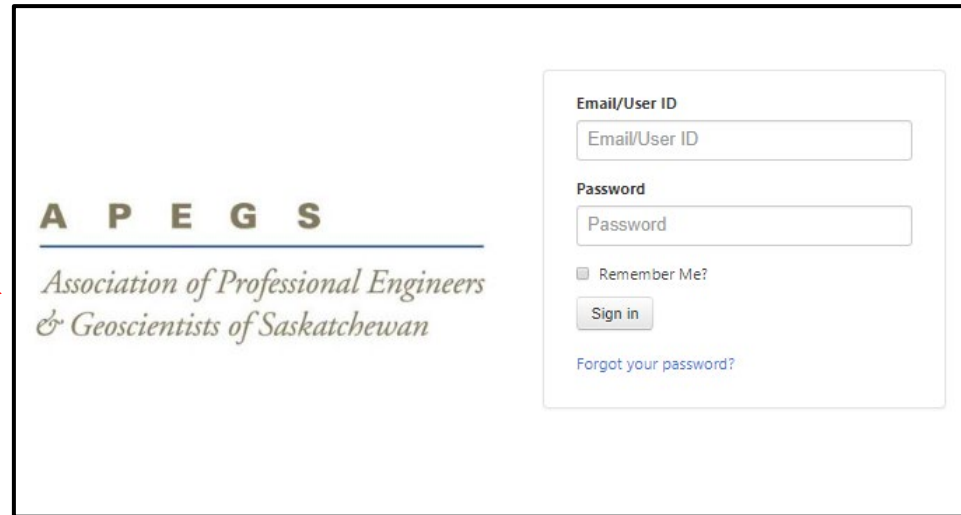 A P E G S
Association of Professional Engineers
& Geoscientists of Saskatchewan
Email/User ID
Email/User ID
Password
Password
Remember Me?
Sign in
Forgot your password?